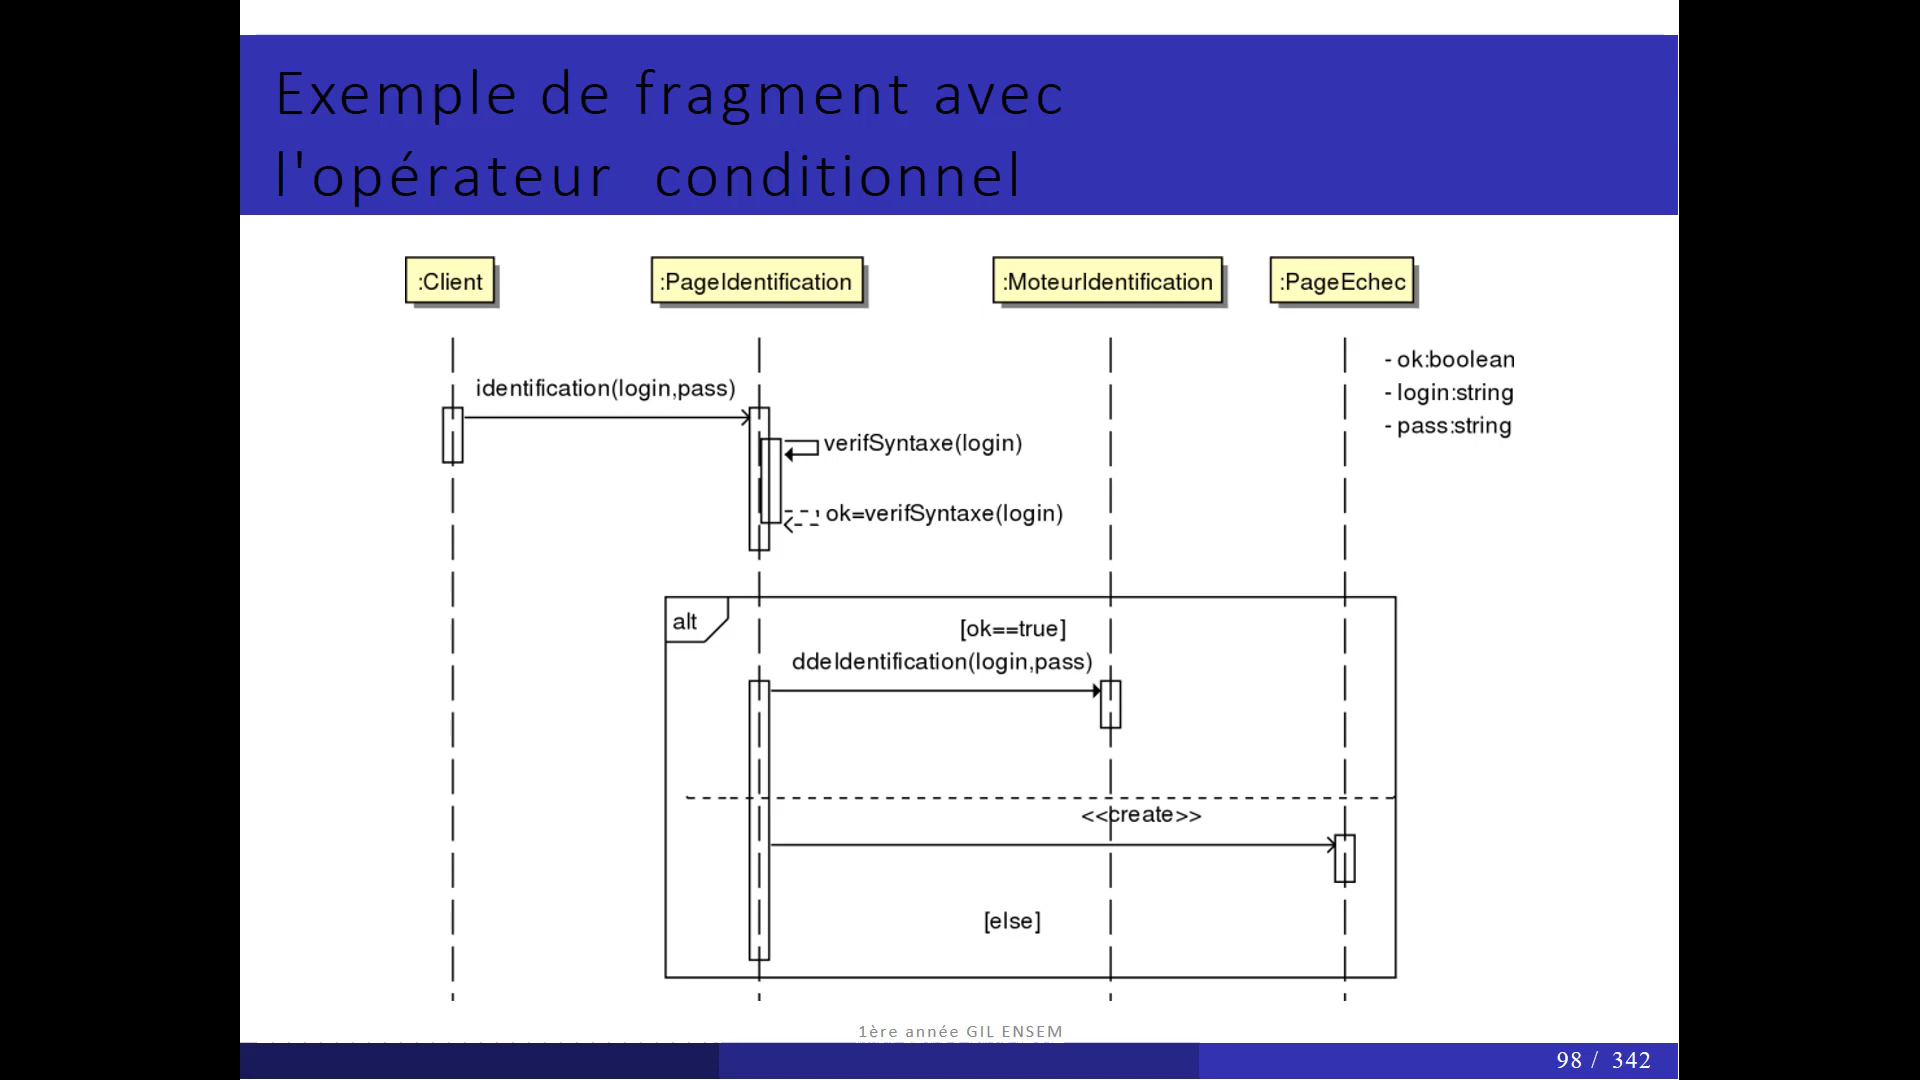 Exemple de fragment avec
l'opérateur conditionnel
:Client
:PageIdentification
:MoteurIdentification
:PageEchec
- ok:boolean
- login:string
- pass:string
identification(login,pass)
verifSyntaxe(login)
ok=verifSyntaxe(login)
alt
[ok==true]
ddeIdentification(login,pass)
<<create>>
[else]
1ère année GIL ENSEM
98 / 342